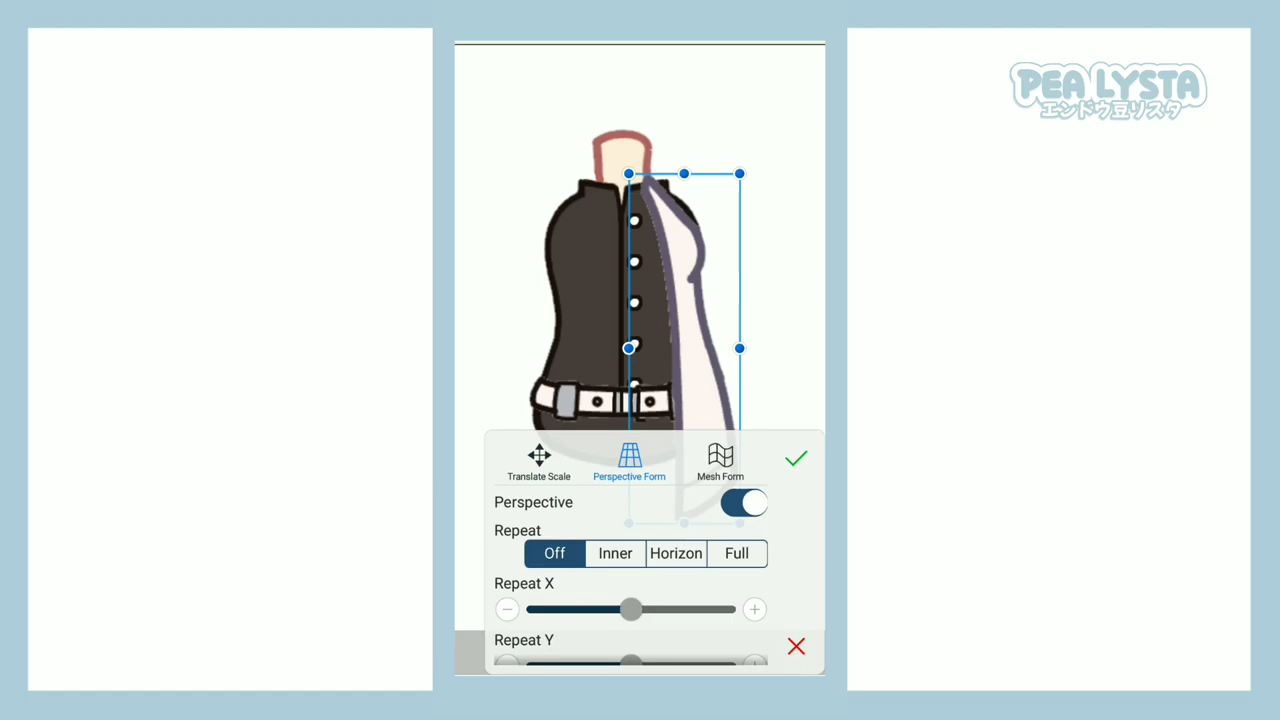 PEA LYSTA
エンドウ豆リスタ
Translate Scale
Perspective Form
Mesh Form
Perspective
Repeat
Off
Inner
Horizon
Full
Repeat X
Repeat Y